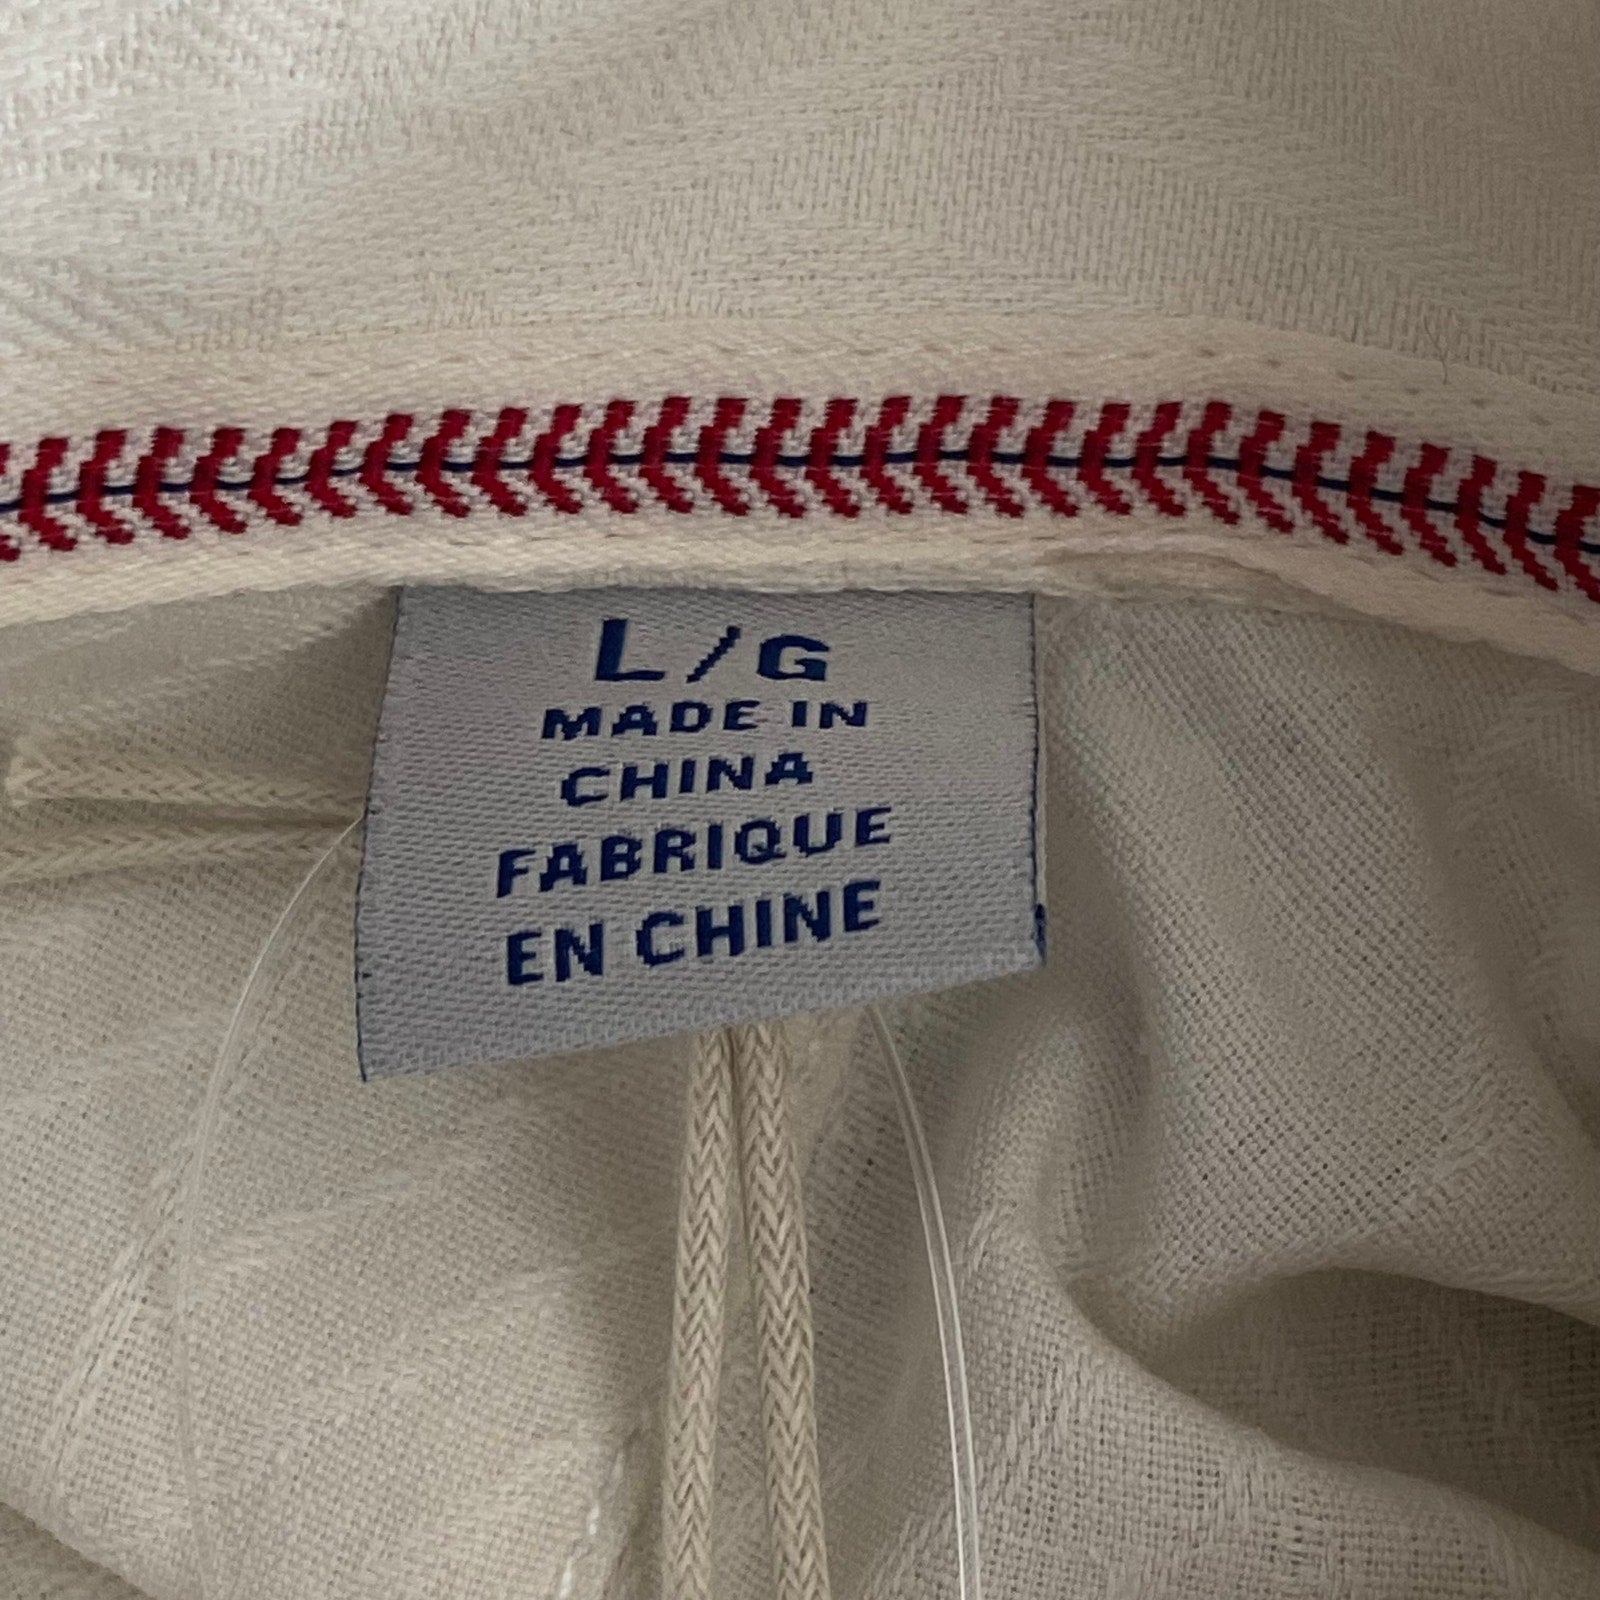 L/G
MADE IN
CHINA
FABRIQUE
EN CHINE